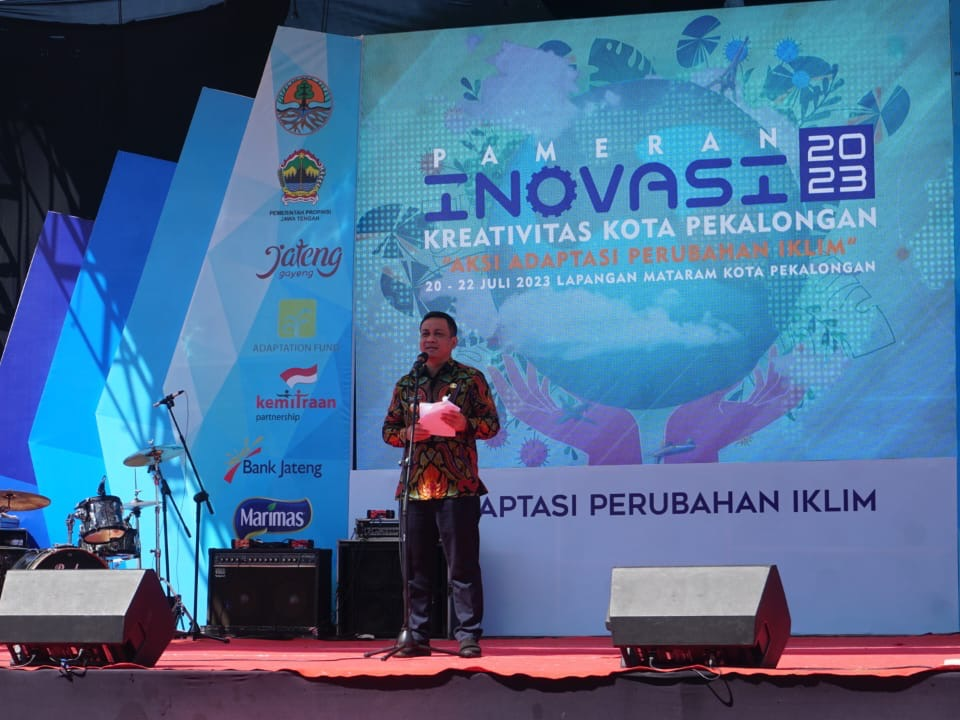 PEMERINTAH PROPINSI
JAWA TENGAH
Jateng
gayeng
ADAPTATION FUND
kemitraan
partnership
Bank Jateng
Marimas
PAMERAN
INOVASI 2023
KREATIVITAS KOTA PEKALONGAN
"AKSI ADAPTASI PERUBAHAN IKLIM"
20 - 22 JULI 2023 LAPANGAN MATARAM KOTA PEKALONGAN
APTASI PERUBAHAN IKLIM